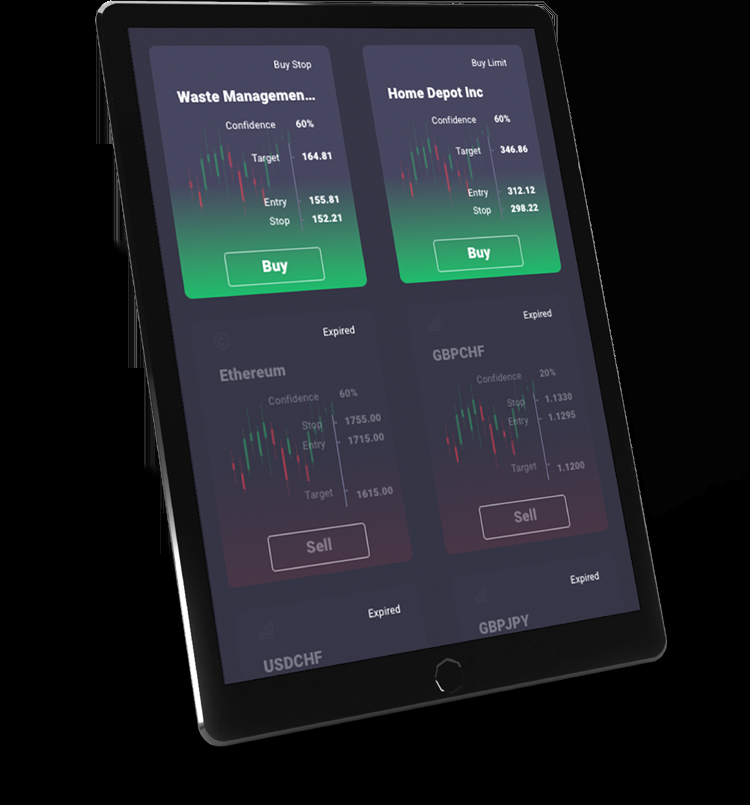 Buy Stop
Waste Managemen...
Confidence 60%
Target 164.81
Entry 155.81
Stop 152.21
Buy
Buy Limit
Home Depot Inc
Confidence 60%
Target 346.86
Entry 312.12
Stop 298.22
Buy
Expired
Ethereum
Confidence 60%
Stop 1755.00
Entry 1715.00
Target 1615.00
Sell
Expired
GBPCHF
Confidence 20%
Stop 1.1330
Entry 1.1295
Target 1.1200
Sell
Expired
USDCHF
Expired
GBPJPY